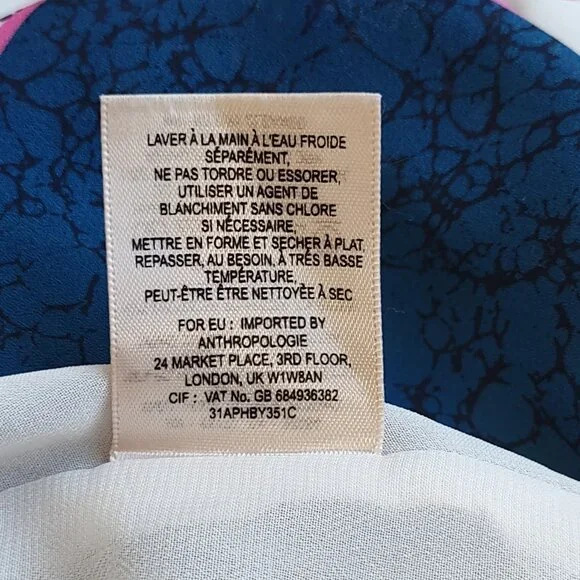 LAVER À LA MAIN À L'EAU FROIDE
SÉPARÉMENT,
NE PAS TORDRE OU ESSORER,
UTILISER UN AGENT DE
BLANCHIMENT SANS CHLORE
SI NÉCESSAIRE,
METTRE EN FORME ET SECHER À PLAT,
REPASSER, AU BESOIN, À TRÈS BASSE
TEMPÉRATURE,
PEUT-ÊTRE ÊTRE NETTOYÉE À SEC
FOR EU : IMPORTED BY
ANTHROPOLOGIE
24 MARKET PLACE, 3RD FLOOR,
LONDON, UK W1W8AN
CIF : VAT No. GB 684936382
31APHBY351C